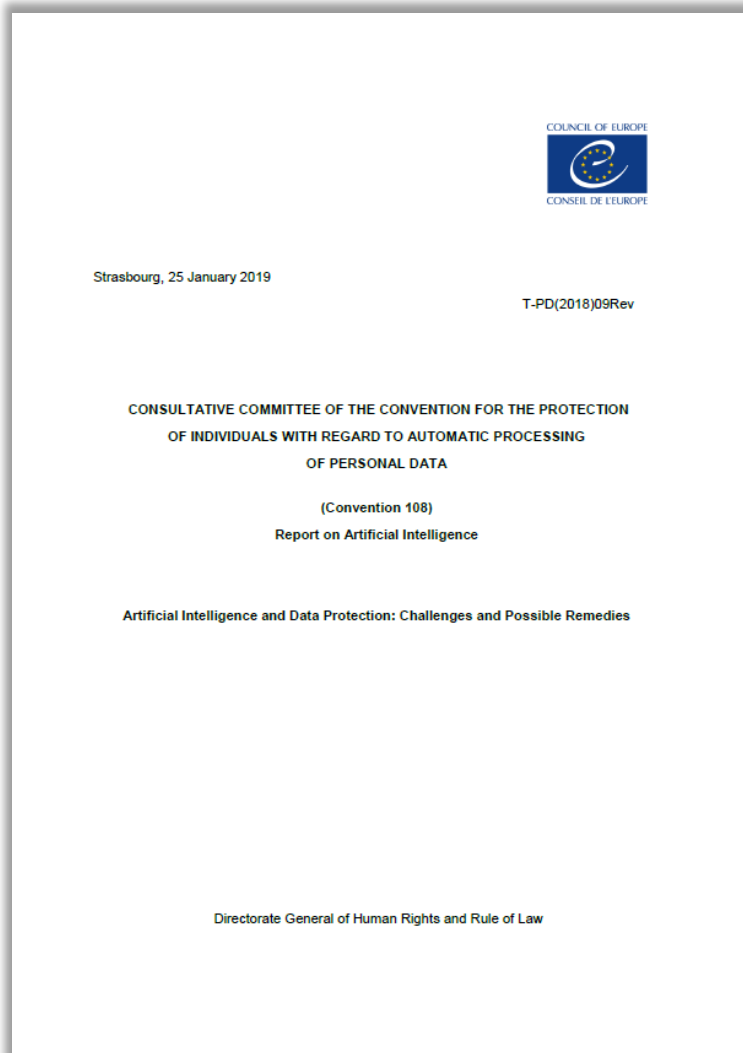 COUNCIL OF EUROPE
CONSEIL DE L'EUROPE
Strasbourg, 25 January 2019
T-PD(2018)09Rev
CONSULTATIVE COMMITTEE OF THE CONVENTION FOR THE PROTECTION
OF INDIVIDUALS WITH REGARD TO AUTOMATIC PROCESSING
OF PERSONAL DATA
(Convention 108)
Report on Artificial Intelligence
Artificial Intelligence and Data Protection: Challenges and Possible Remedies
Directorate General of Human Rights and Rule of Law